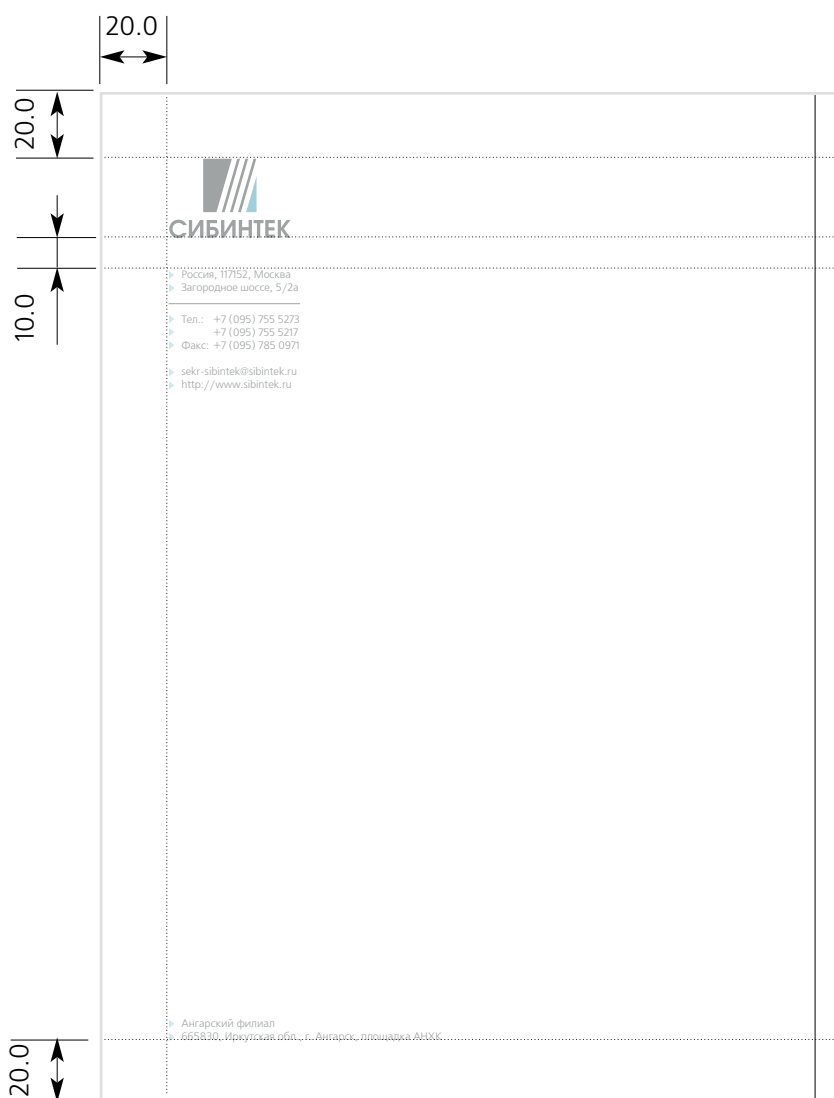 20.0
20.0
СИБИНТЕК
10.0
Россия, 117152, Москва
Загородное шоссе, 5/2а
Тел.: +7 (095) 755 5273
+7 (095) 755 5217
Факс: +7 (095) 785 0971
sekr-sibintek@sibintek.ru
http://www.sibintek.ru
Ангарский филиал
665830, Иркутская обл., г. Ангарск, площадка АНХК
20.0